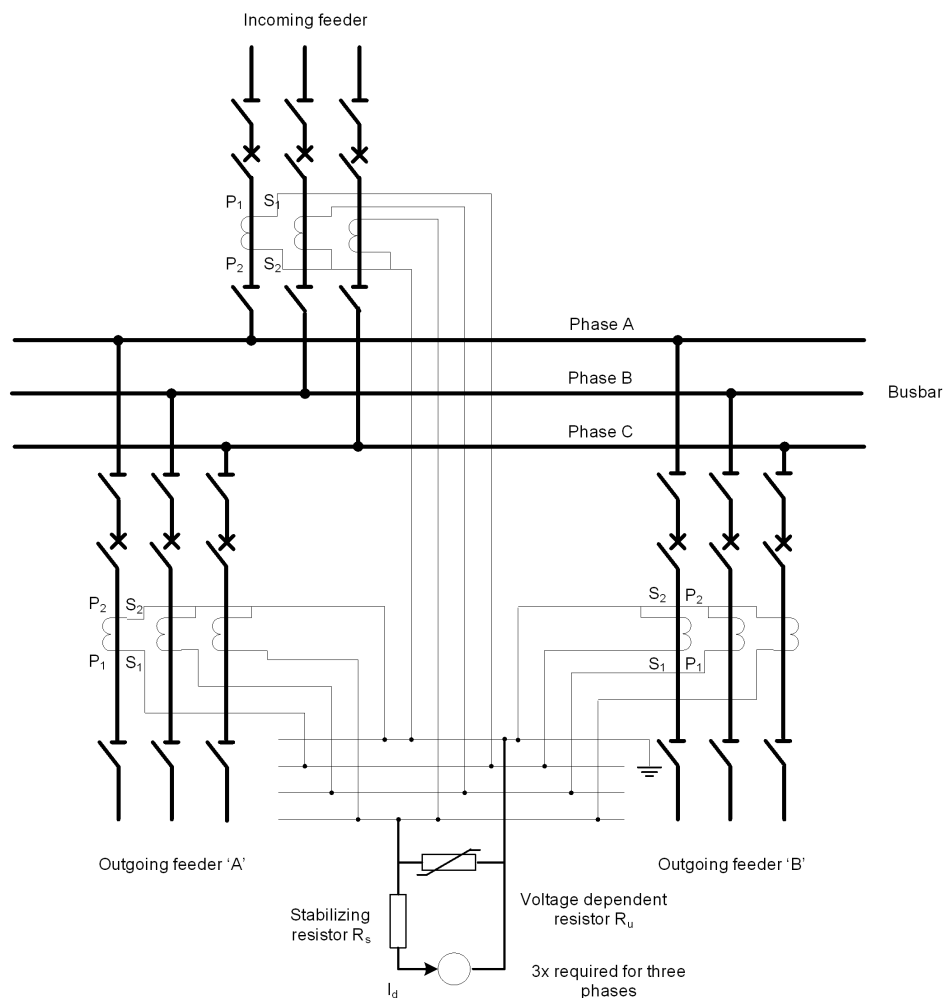 Incoming feeder
P₁ S₁
P₂ S₂
Phase A
Phase B
Busbar
Phase C
P₂ S₂
P₁ S₁
S₂ P₂
S₁ P₁
Outgoing feeder ‘A’
Outgoing feeder ‘B’
Voltage dependent
resistor Rᵤ
Stabilizing
resistor Rₛ
I_d
3x required for three
phases